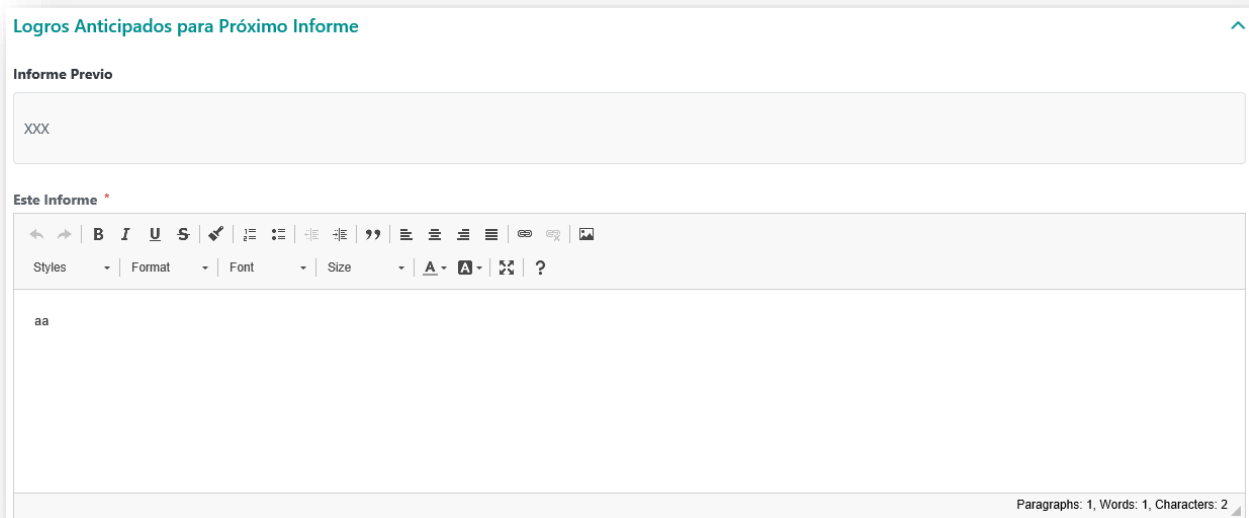 Logros Anticipados para Próximo Informe
Informe Previo
XXX
Este Informe *
B I U S
Styles Format Font Size A A ?
aa
Paragraphs: 1, Words: 1, Characters: 2